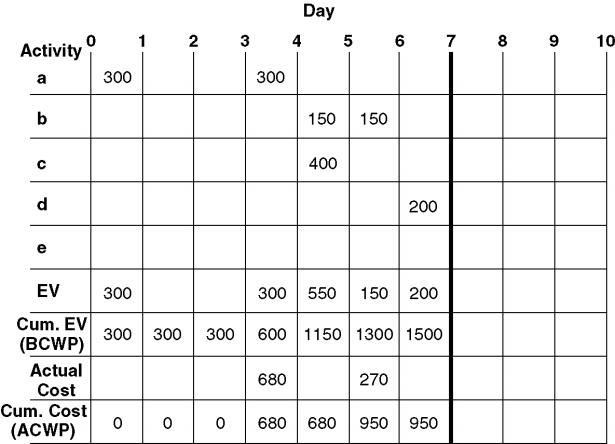 Day
Activity 0 1 2 3 4 5 6 7 8 9 10
a 300 300
b 150 150
c 400
d 200
e
EV 300 300 550 150 200
Cum. EV
(BCWP) 300 300 300 600 1150 1300 1500
Actual
Cost 680 270
Cum. Cost
(ACWP) 0 0 0 680 680 950 950